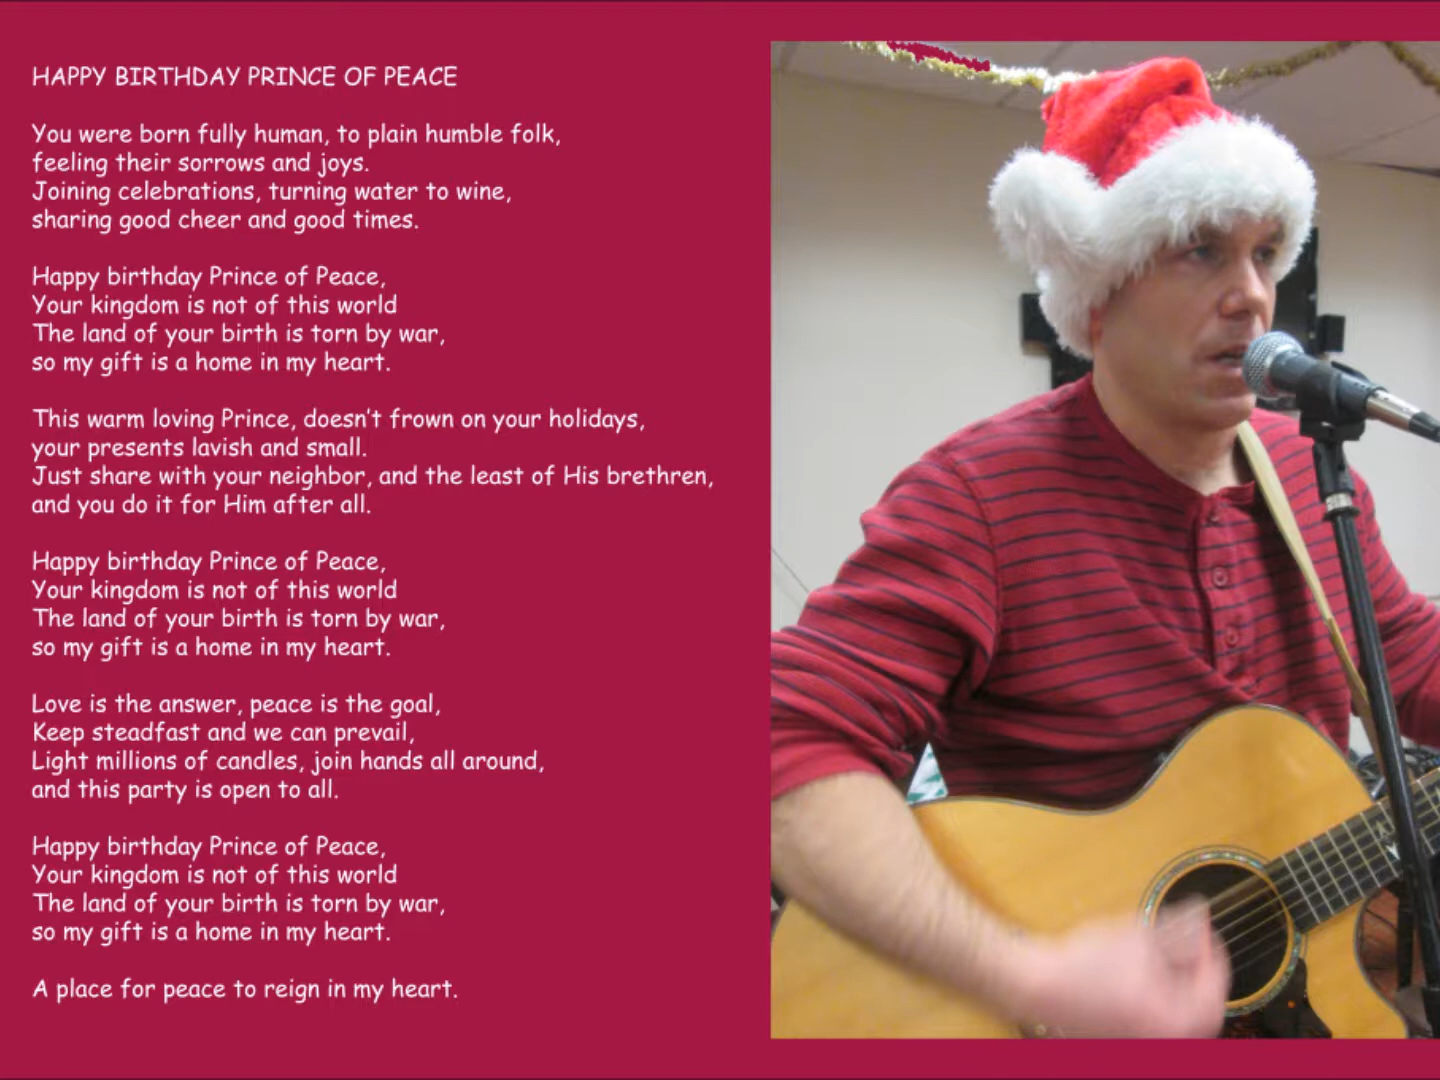 HAPPY BIRTHDAY PRINCE OF PEACE
You were born fully human, to plain humble folk,
feeling their sorrows and joys.
Joining celebrations, turning water to wine,
sharing good cheer and good times.
Happy birthday Prince of Peace,
Your kingdom is not of this world
The land of your birth is torn by war,
so my gift is a home in my heart.
This warm loving Prince, doesn't frown on your holidays,
your presents lavish and small.
Just share with your neighbor, and the least of His brethren,
and you do it for Him after all.
Happy birthday Prince of Peace,
Your kingdom is not of this world
The land of your birth is torn by war,
so my gift is a home in my heart.
Love is the answer, peace is the goal,
Keep steadfast and we can prevail,
Light millions of candles, join hands all around,
and this party is open to all.
Happy birthday Prince of Peace,
Your kingdom is not of this world
The land of your birth is torn by war,
so my gift is a home in my heart.
A place for peace to reign in my heart.